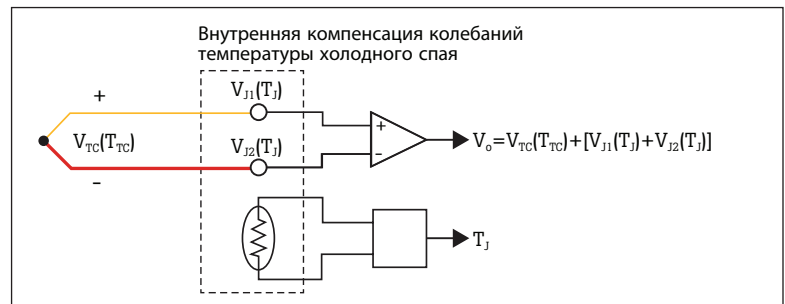 Внутренняя компенсация колебаний
температуры холодного спая
+
V_J1(T_J)
V_TC(T_TC)
V_J2(T_J)
−
+
−
V_o=V_TC(T_TC)+[V_J1(T_J)+V_J2(T_J)]
T_J